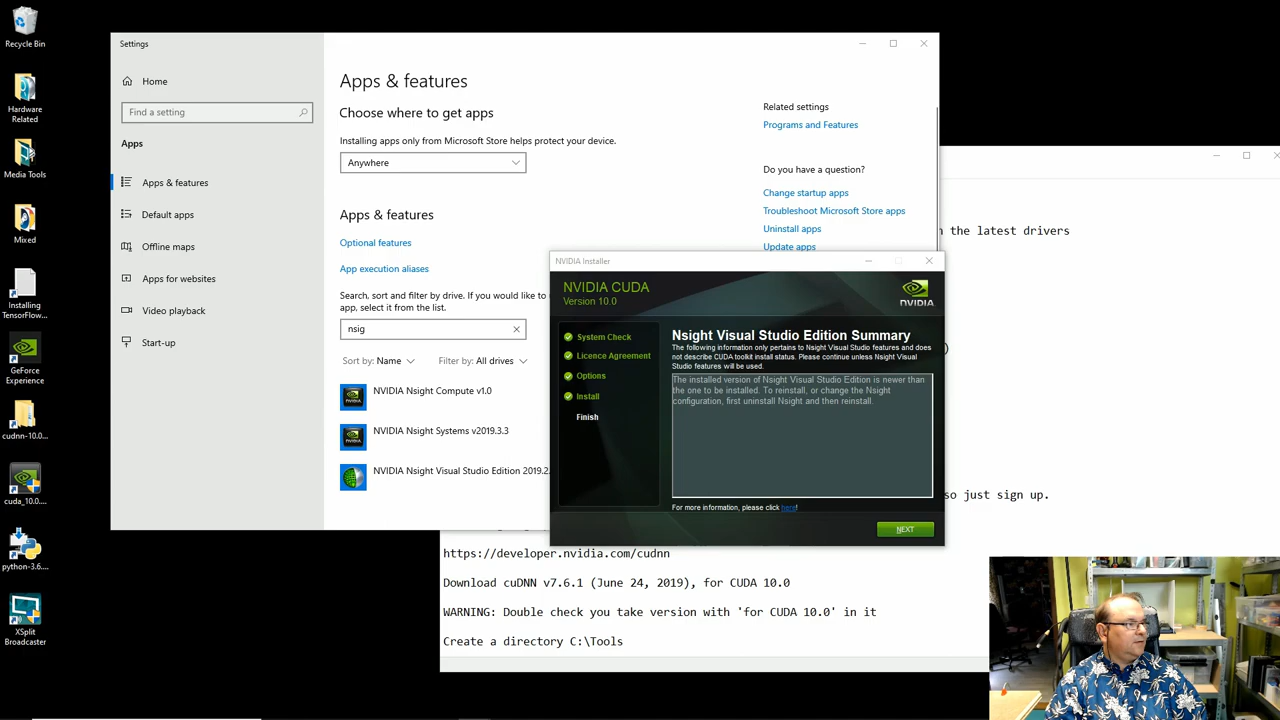 Recycle Bin
Hardware
Related
Media Tools
Mixed
Installing
TensorFlow...
GeForce
Experience
cudnn-10.0...
cuda_10.0....
python-3.6....
XSplit
Broadcaster
Settings
Home
Find a setting
Apps
Apps & features
Default apps
Offline maps
Apps for websites
Video playback
Start-up
Apps & features
Choose where to get apps
Installing apps only from Microsoft Store helps protect your device.
Anywhere
Apps & features
Optional features
App execution aliases
Search, sort and filter by drive. If you would like to
app, select it from the list.
nsig
Sort by: Name
Filter by: All drives
NVIDIA Nsight Compute v1.0
NVIDIA Nsight Systems v2019.3.3
NVIDIA Nsight Visual Studio Edition 2019.2.
Related settings
Programs and Features
Do you have a question?
Change startup apps
Troubleshoot Microsoft Store apps
Uninstall apps
Update apps
NVIDIA Installer
NVIDIA CUDA
Version 10.0
NVIDIA.
System Check
Licence Agreement
Options
Install
Finish
Nsight Visual Studio Edition Summary
The following information only pertains to Nsight Visual Studio features and does
not describe CUDA toolkit install status. Please continue unless Nsight Visual
Studio features will be used.
The installed version of Nsight Visual Studio Edition is newer than
the one to be installed. To reinstall, or change the Nsight
configuration, first uninstall Nsight and then reinstall.
For more information, please click here!
NEXT
the latest drivers
)
so just sign up.
https://developer.nvidia.com/cudnn
Download cuDNN v7.6.1 (June 24, 2019), for CUDA 10.0
WARNING: Double check you take version with 'for CUDA 10.0' in it
Create a directory C:\Tools